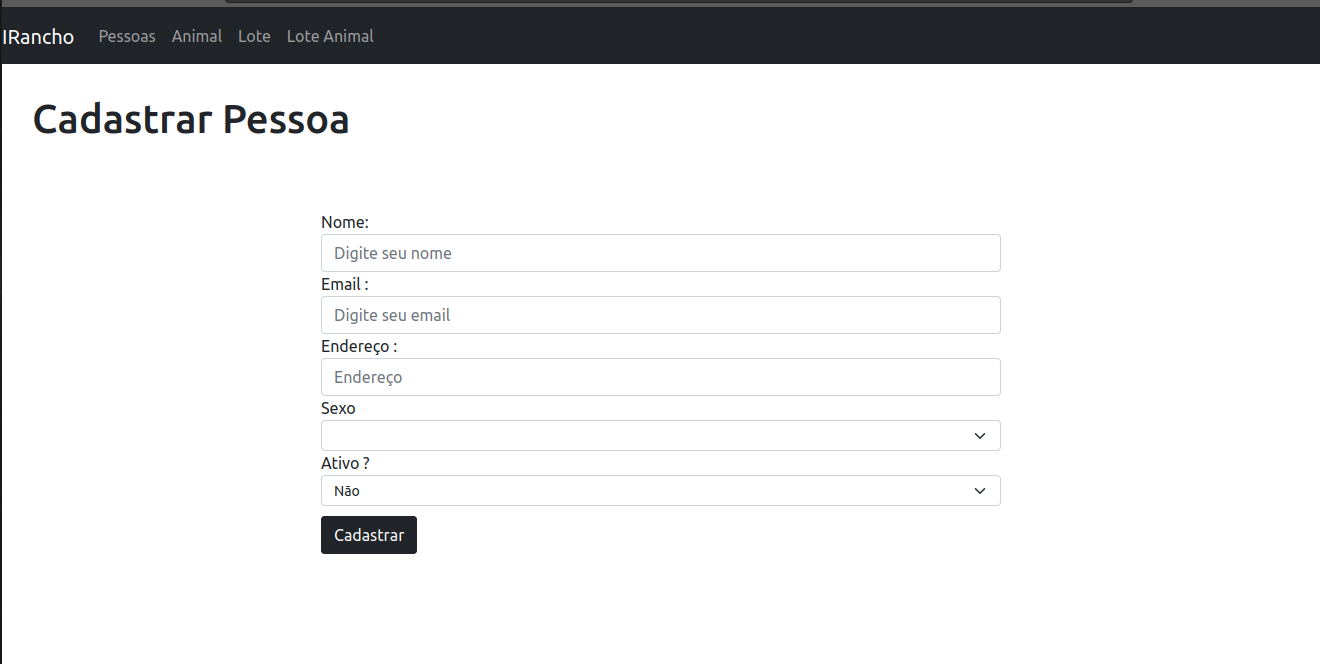 IRancho Pessoas Animal Lote Lote Animal
Cadastrar Pessoa
Nome:
Digite seu nome
Email :
Digite seu email
Endereço :
Endereço
Sexo
Ativo ?
Não
Cadastrar